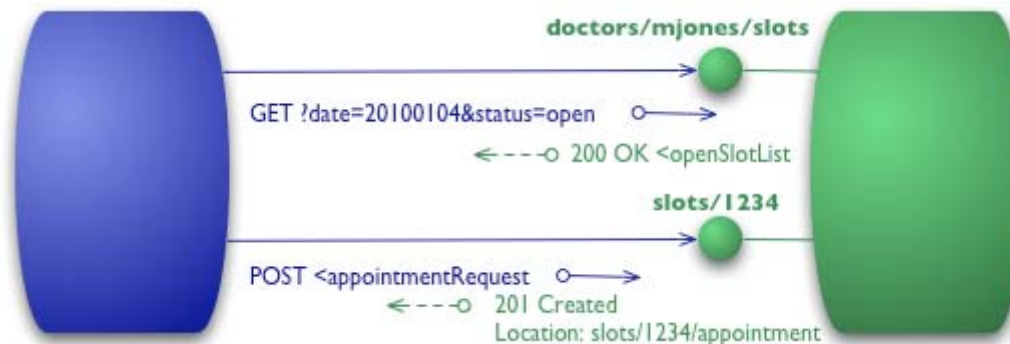 doctors/mjones/slots
GET ?date=20100104&status=open
200 OK <openSlotList
slots/1234
POST <appointmentRequest
201 Created
Location: slots/1234/appointment